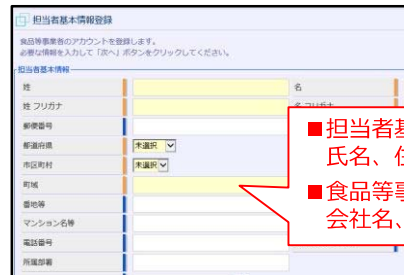 担当者基本情報登録
食品等事業者のアカウントを登録します。
必要な情報を入力して「次へ」ボタンをクリックしてください。
担当者基本情報
姓
名
姓 フリガナ
名 フリガナ
郵便番号
都道府県
未選択
市区町村
未選択
町域
番地等
マンション名等
電話番号
所属部署
■担当者基
氏名、住
■食品等事
会社名、